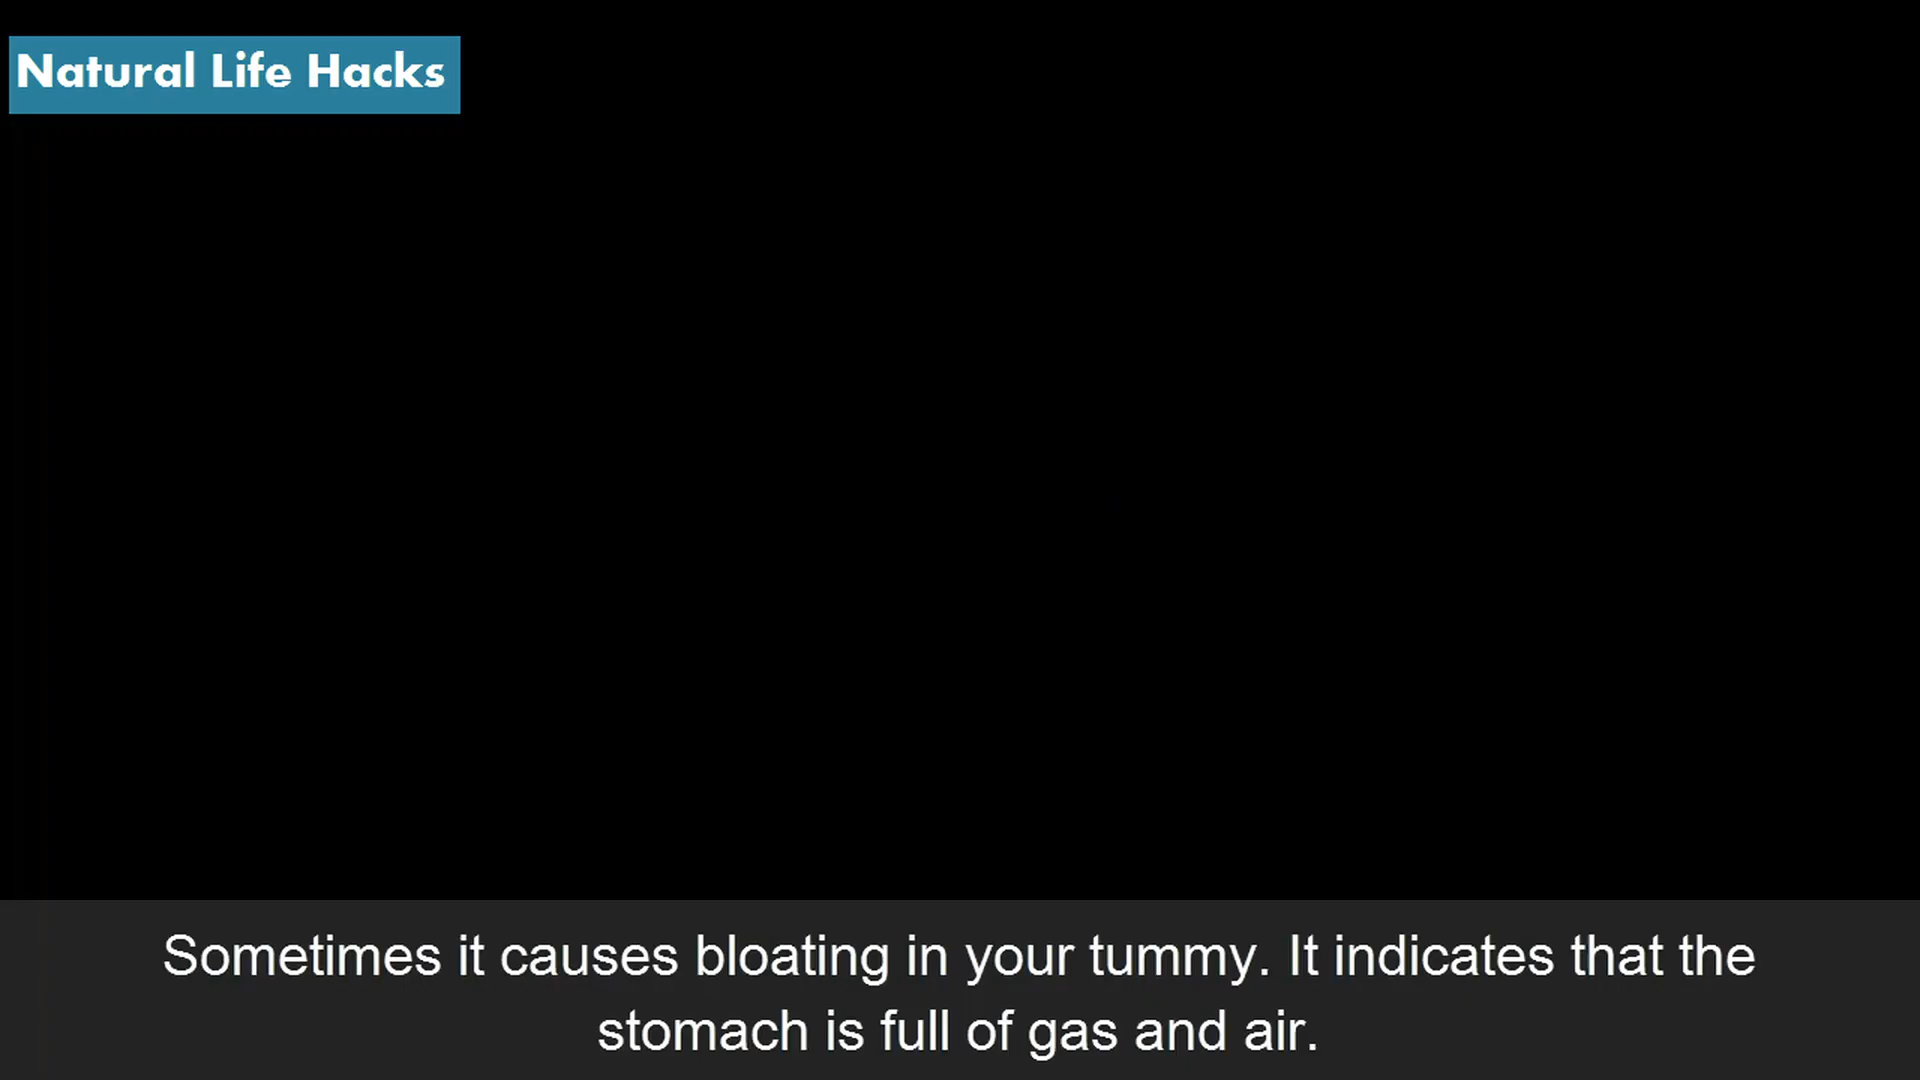 Natural Life Hacks
Sometimes it causes bloating in your tummy. It indicates that the
stomach is full of gas and air.